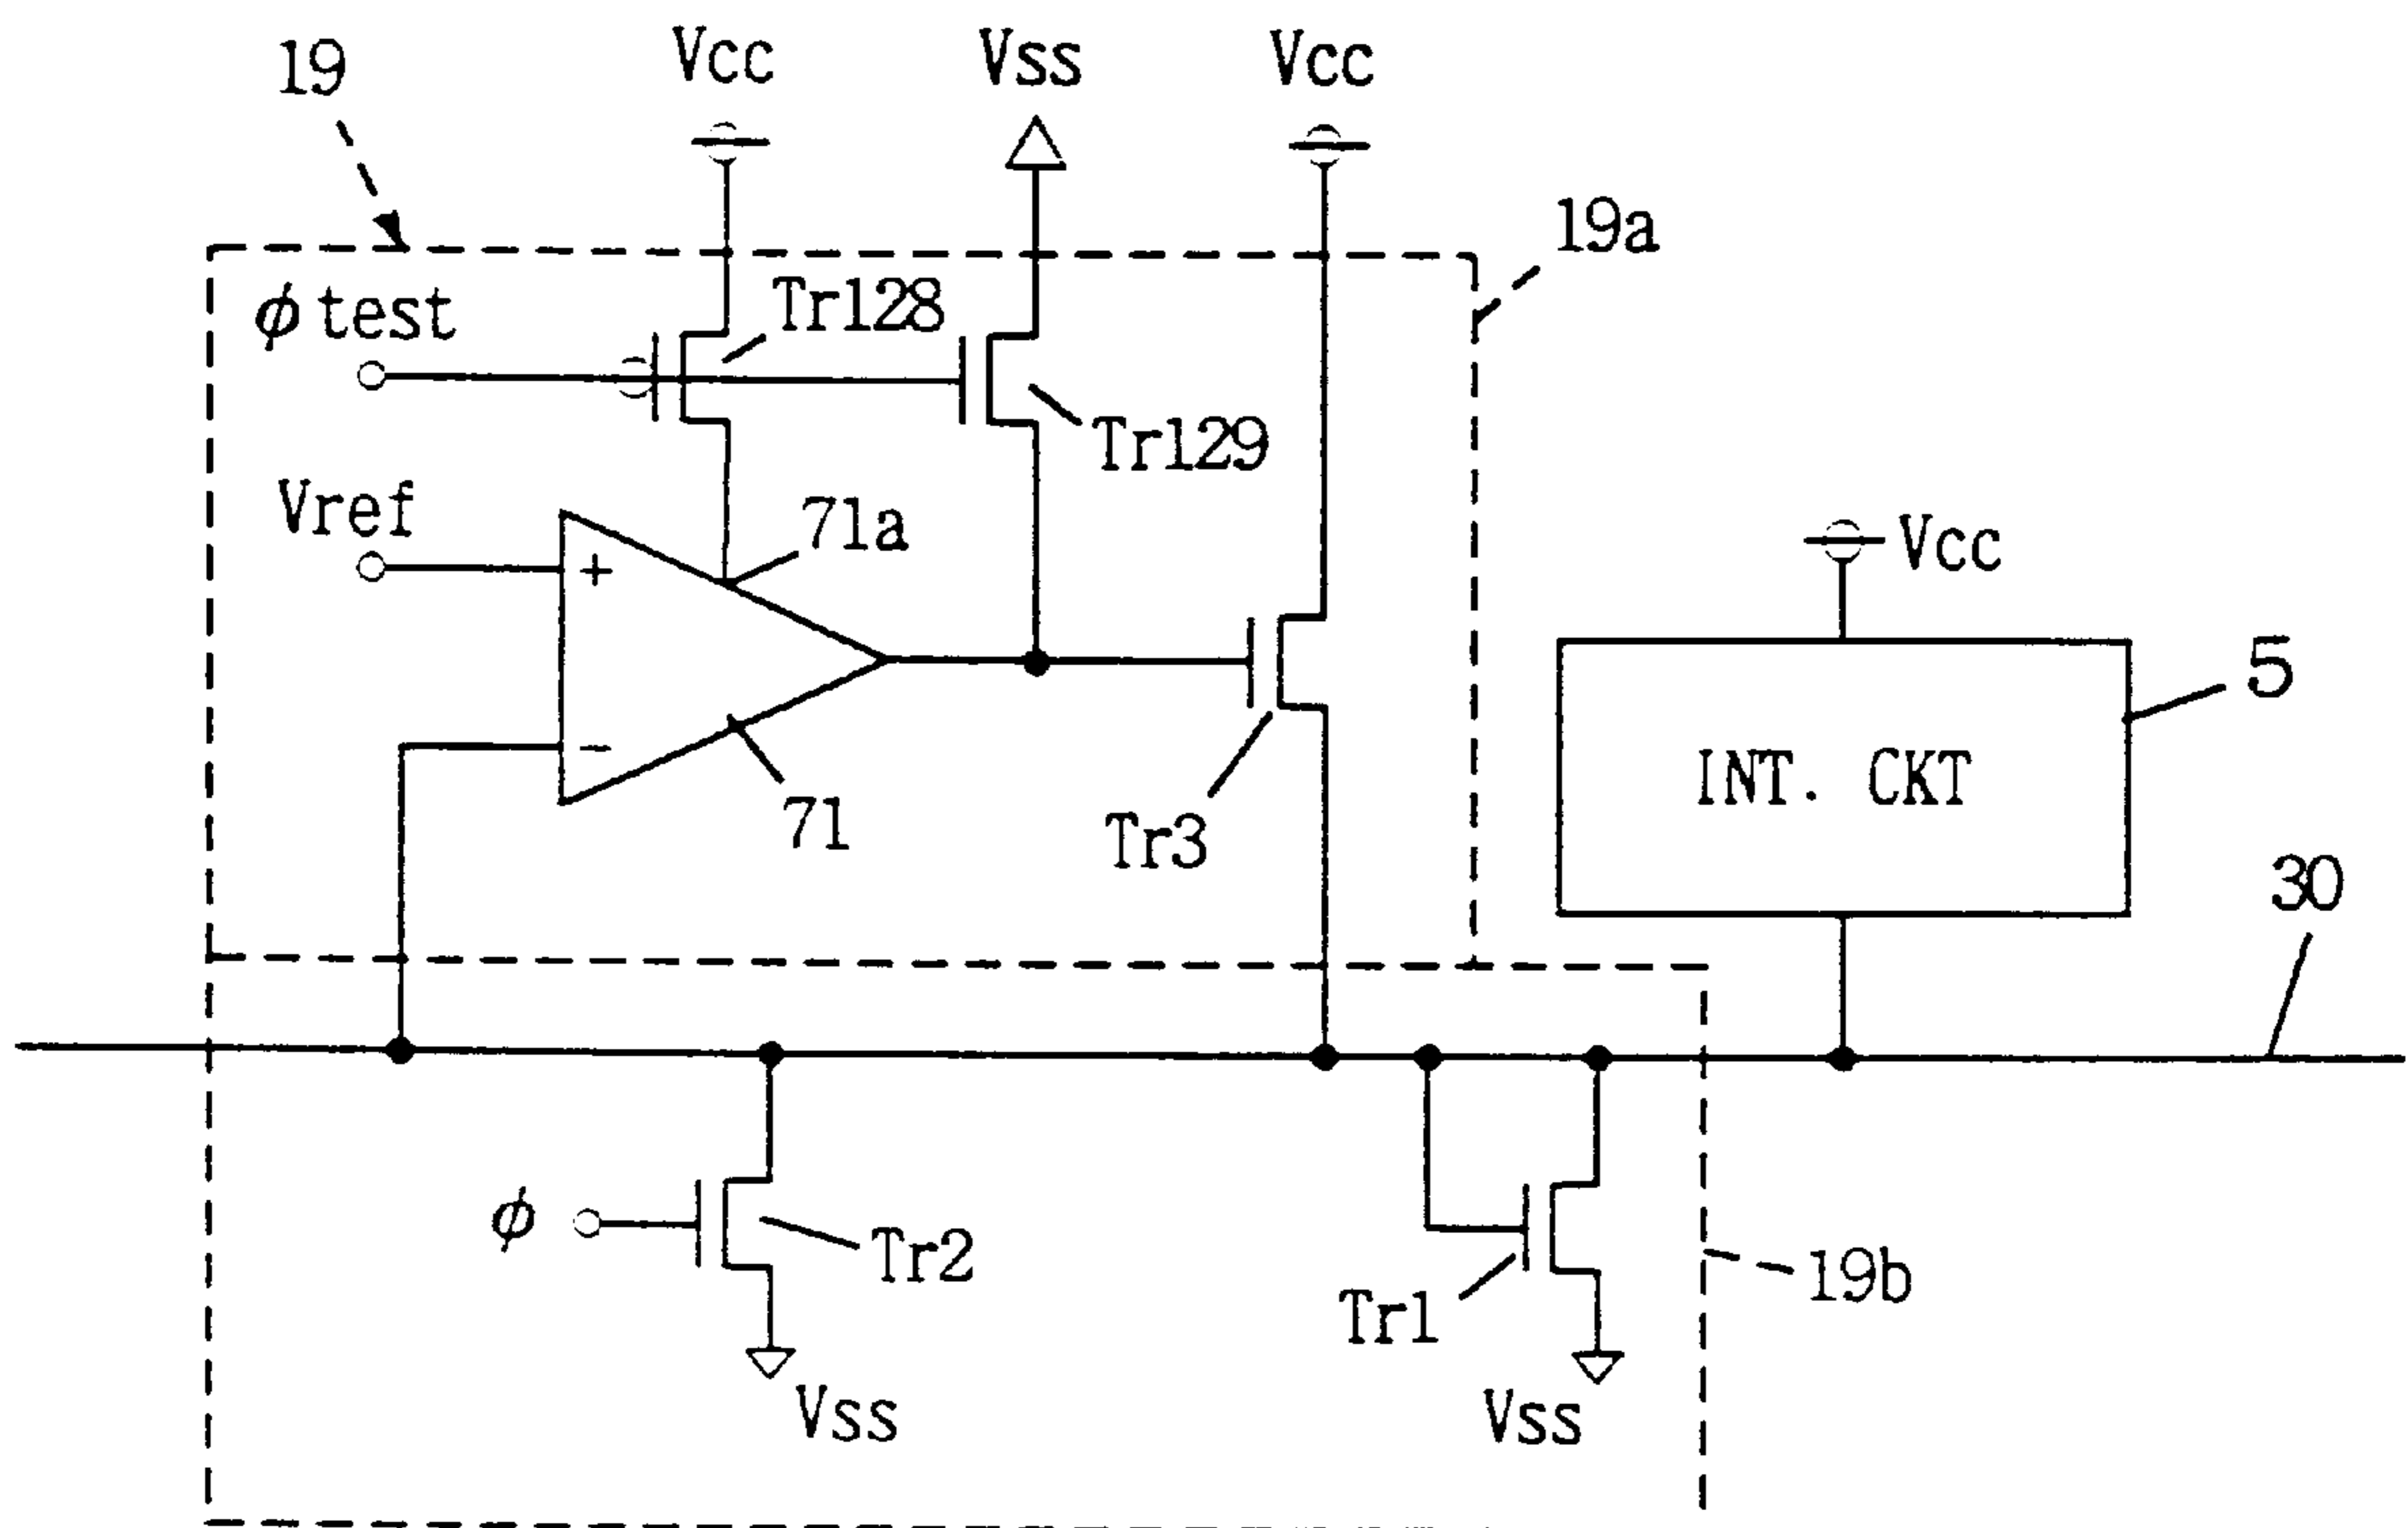 19
Vcc
Vss
Vcc
19a
ϕ test
Tr128
Tr129
Vref
71a
+
Vcc
5
INT. CKT
−
71
Tr3
30
ϕ
Tr2
Tr1
19b
Vss
Vss